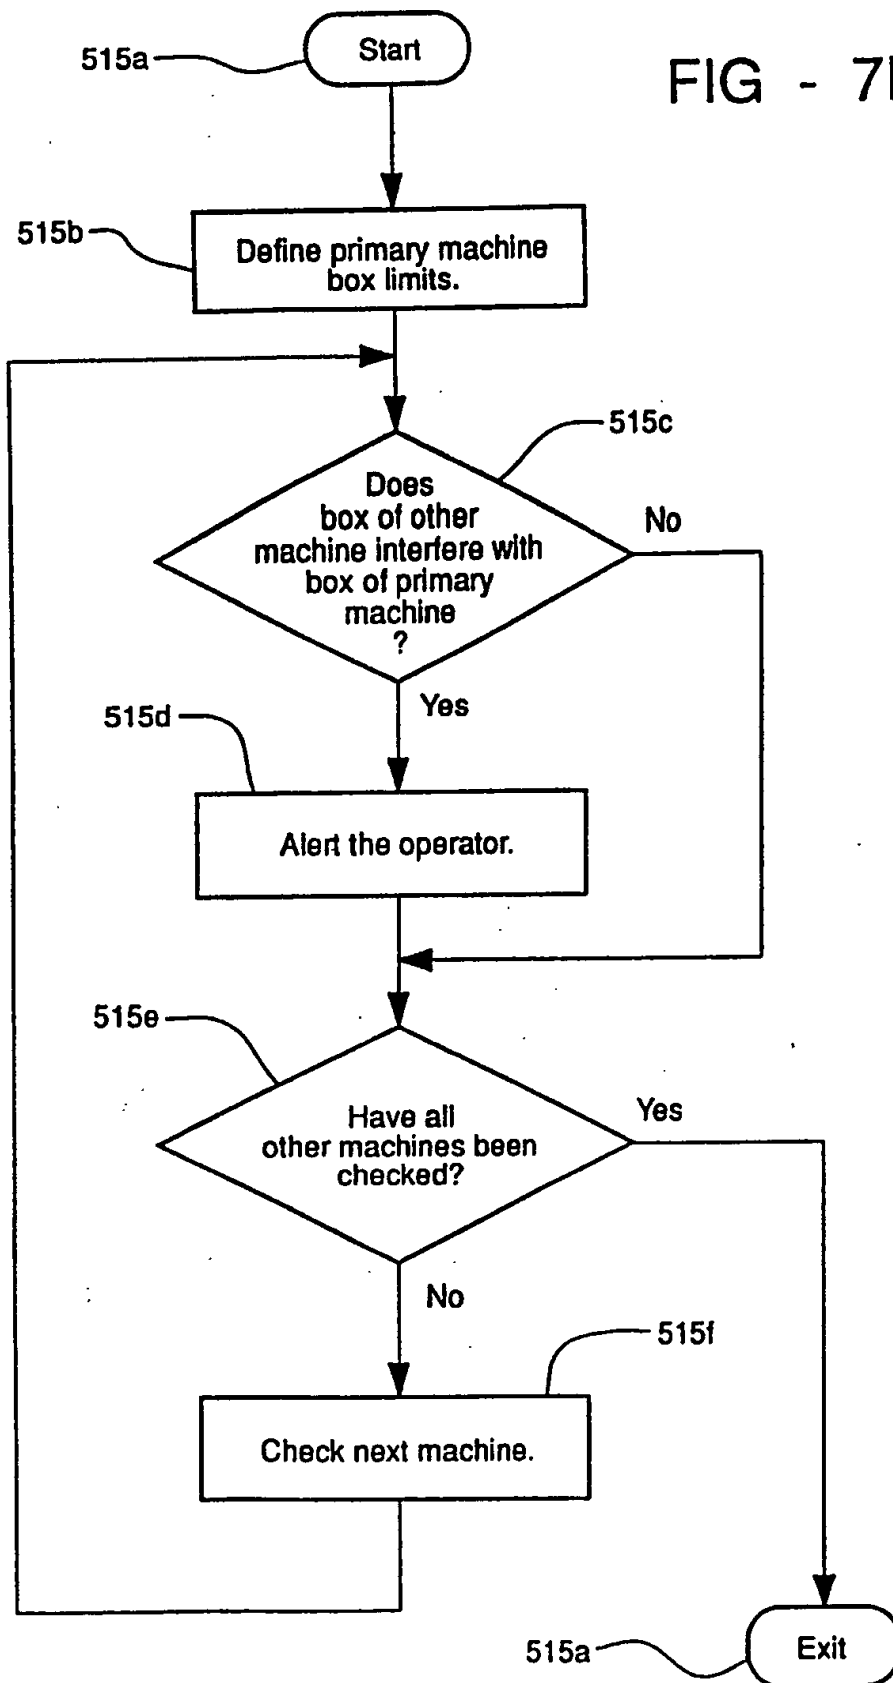 515a
Start
FIG - 7
515b
Define primary machine
box limits.
515c
Does
box of other
machine interfere with
box of primary
machine
?
No
Yes
515d
Alert the operator.
515e
Have all
other machines been
checked?
Yes
No
515f
Check next machine.
515a
Exit